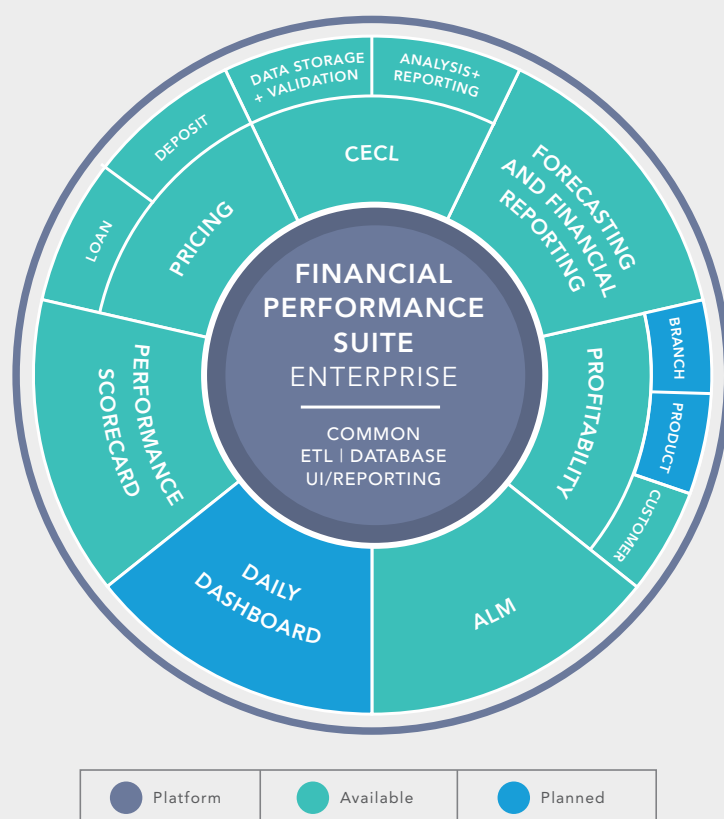 DATA STORAGE
+ VALIDATION
ANALYSIS+
REPORTING
CECL
DEPOSIT
LOAN
PRICING
FORECASTING
AND FINANCIAL
REPORTING
FINANCIAL
PERFORMANCE
SUITE
ENTERPRISE
COMMON
ETL | DATABASE
UI/REPORTING
PROFITABILITY
BRANCH
PRODUCT
CUSTOMER
PERFORMANCE
SCORECARD
DAILY
DASHBOARD
ALM
Platform
Available
Planned